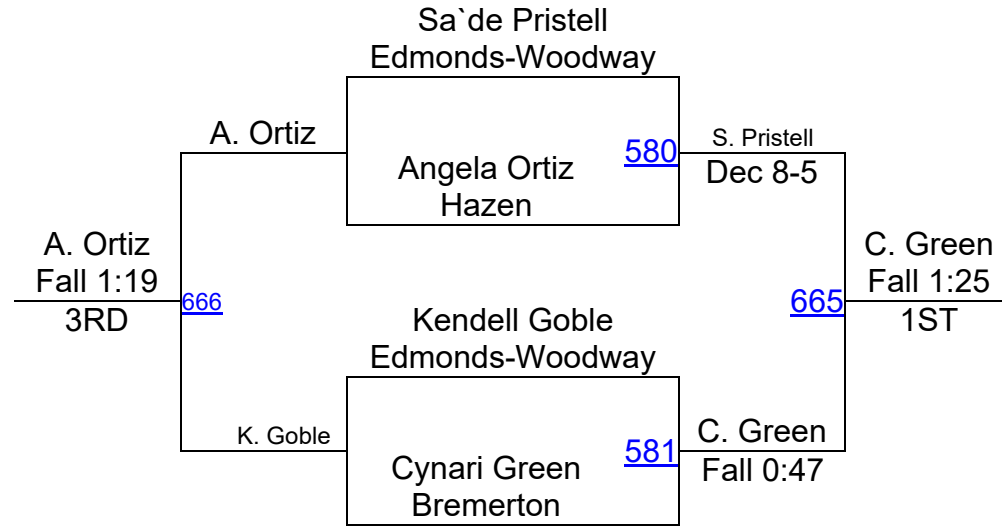 Sa`de Pristell
Edmonds-Woodway
A. Ortiz
580
S. Pristell
Dec 8-5
Angela Ortiz
Hazen
A. Ortiz
Fall 1:19
3RD
666
C. Green
Fall 1:25
1ST
665
Kendell Goble
Edmonds-Woodway
K. Goble
581
C. Green
Fall 0:47
Cynari Green
Bremerton